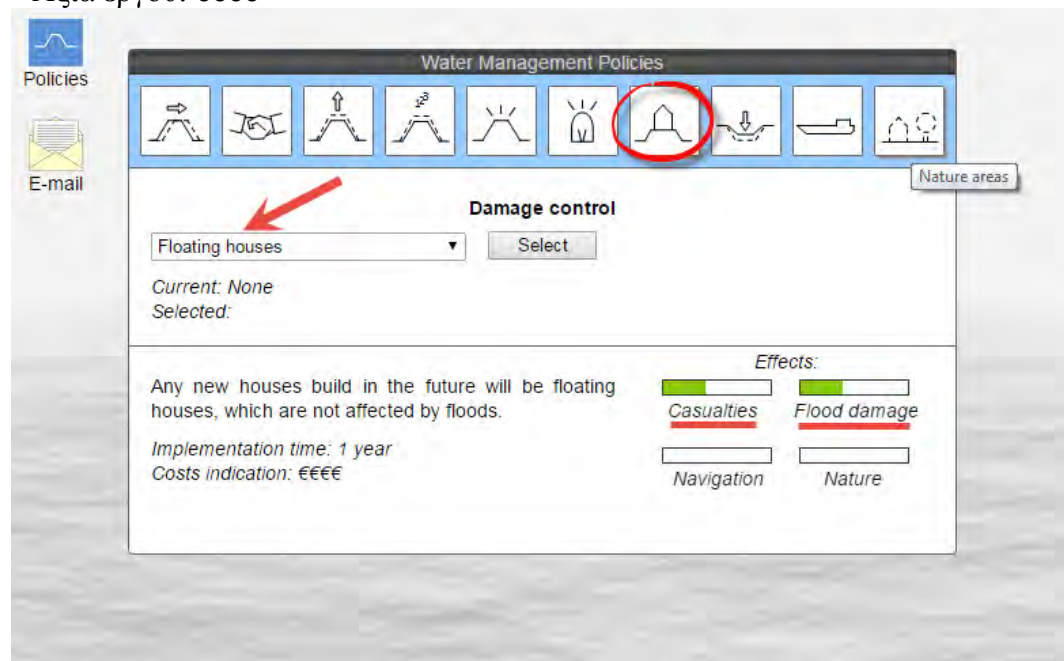 Water Management Policies
Policies
123
E-mail
Nature areas
Damage control
Floating houses
Select
Current: None
Selected:
Effects:
Any new houses build in the future will be floating
houses, which are not affected by floods.
Casualties
Flood damage
Implementation time: 1 year
Costs indication: €€€€
Navigation
Nature